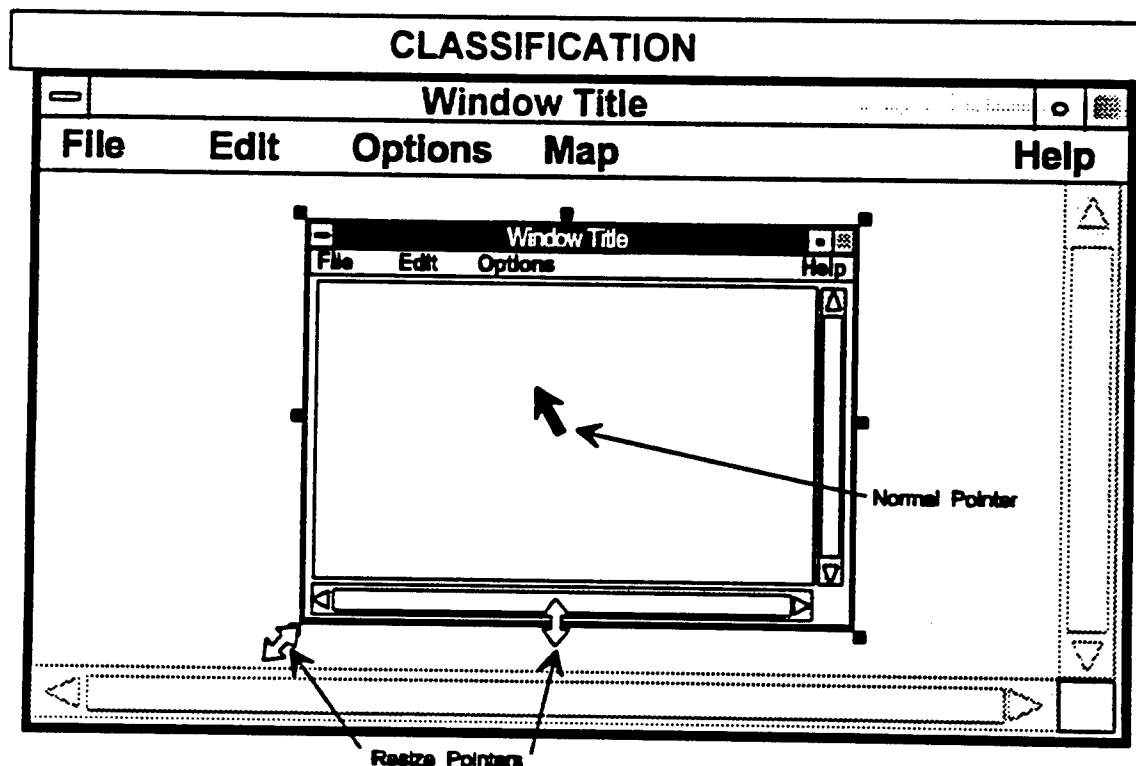 CLASSIFICATION
Window Title
File Edit Options Map Help
Window Title
File Edit Options Help
Normal Pointer
Resize Pointers